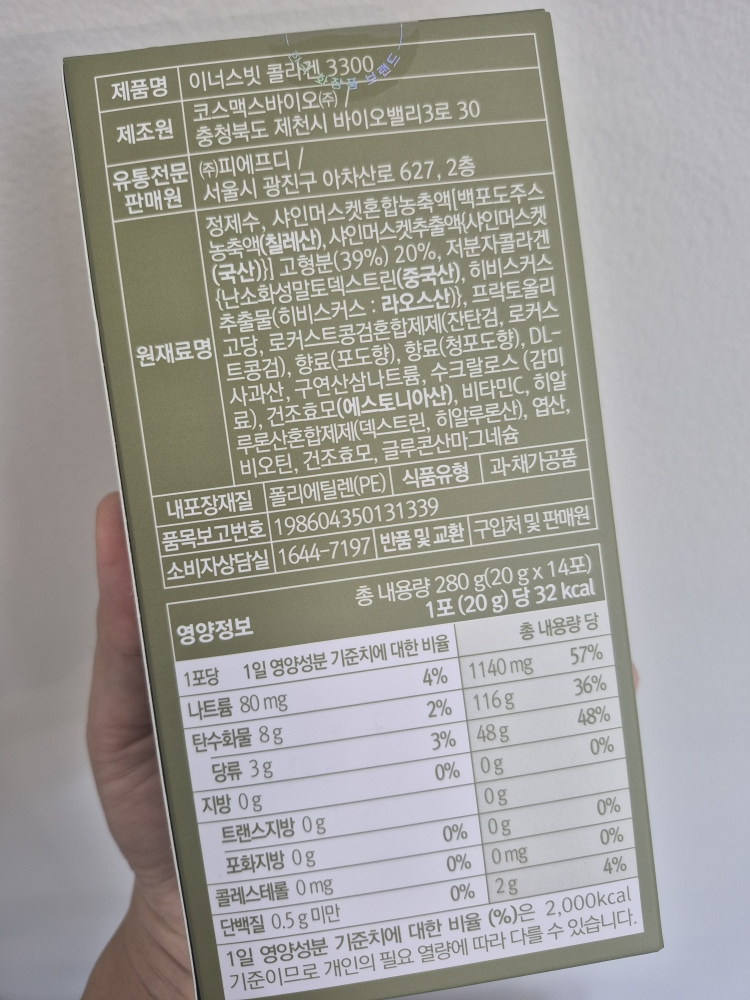 제품명 이너스빗 콜라겐 3300
제조원 코스맥스바이오㈜ /
충청북도 제천시 바이오밸리3로 30
유통전문 판매원 ㈜피에프디 /
서울시 광진구 아차산로 627, 2층
원재료명
정제수, 샤인머스켓혼합농축액[백포도주스
농축액(칠레산), 샤인머스켓추출액{샤인머스켓
(국산)}] 고형분(39%) 20%, 저분자콜라겐
{난소화성말토덱스트린(중국산), 히비스커스
추출물(히비스커스 : 라오스산)}, 프락토올리
고당, 로커스트콩검혼합제제(잔탄검, 로커스
트콩검), 향료(포도향), 향료(청포도향), DL-
사과산, 구연산삼나트륨, 수크랄로스 (감미
료), 건조효모(에스토니아산), 비타민C, 히알
루론산혼합제제(덱스트린, 히알루론산), 엽산,
비오틴, 건조효모, 글루콘산마그네슘
내포장재질 폴리에틸렌(PE) 식품유형 과·채가공품
품목보고번호 198604350131339
소비자상담실 1644-7197 반품 및 교환 구입처 및 판매원
영양정보
총 내용량 280 g(20 g x 14포)
1포 (20 g) 당 32 kcal
1포당 1일 영양성분 기준치에 대한 비율 총 내용량 당
나트륨 80 mg 4% 1140 mg 57%
탄수화물 8 g 2% 116 g 36%
당류 3 g 3% 48 g 48%
지방 0 g 0% 0 g 0%
트랜스지방 0 g 0 g
포화지방 0 g 0% 0 g 0%
콜레스테롤 0 mg 0% 0 mg 0%
단백질 0.5 g 미만 0% 2 g 4%
1일 영양성분 기준치에 대한 비율 (%)은 2,000kcal
기준이므로 개인의 필요 열량에 따라 다를 수 있습니다.